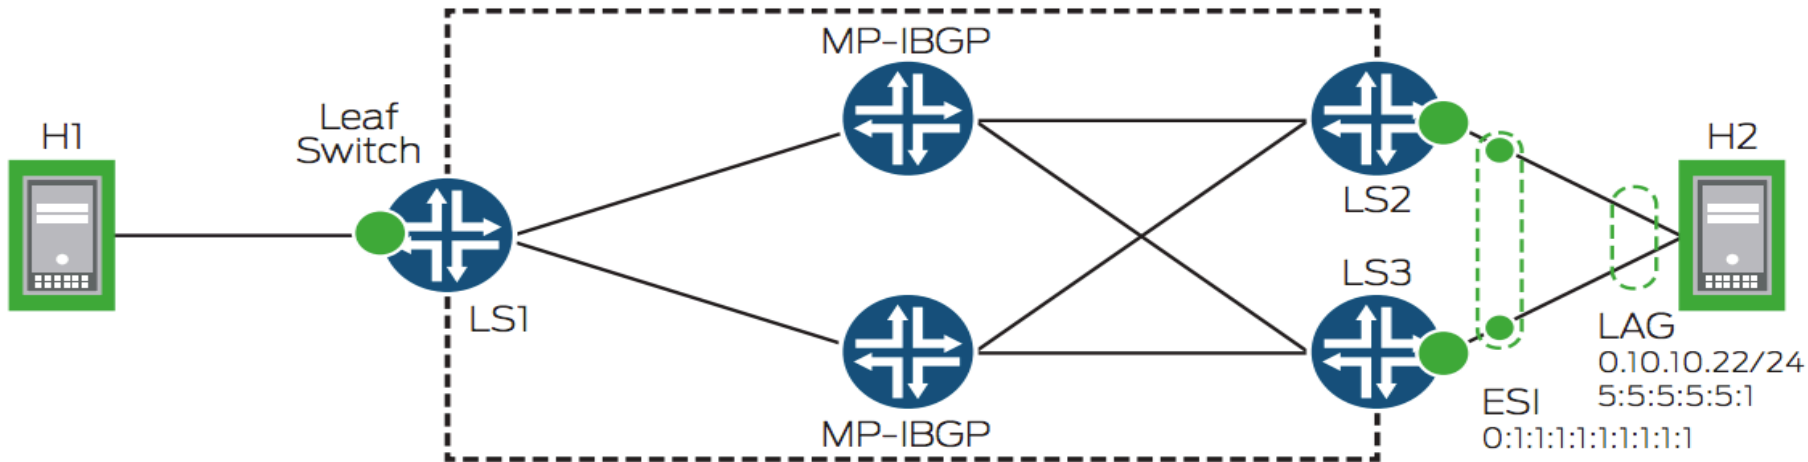 MP-IBGP
Leaf
Switch
H1
LS1
LS2
H2
LS3
LAG
0.10.10.22/24
5:5:5:5:5:1
ESI
0:1:1:1:1:1:1:1:1:1
MP-IBGP